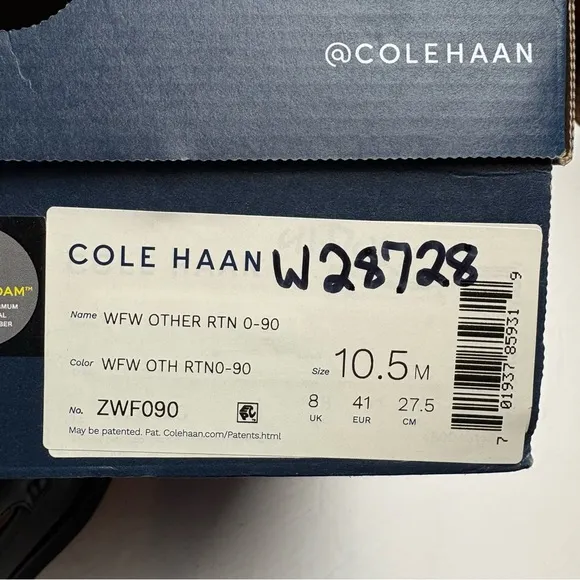 @COLEHAAN
COLE HAAN W28728
Name WFW OTHER RTN 0-90
Color WFW OTH RTN0-90
Size 10.5 M
No. ZWF090
8 41 27.5
UK EUR CM
May be patented. Pat. Colehaan.com/Patents.html
7 01937 85931 9